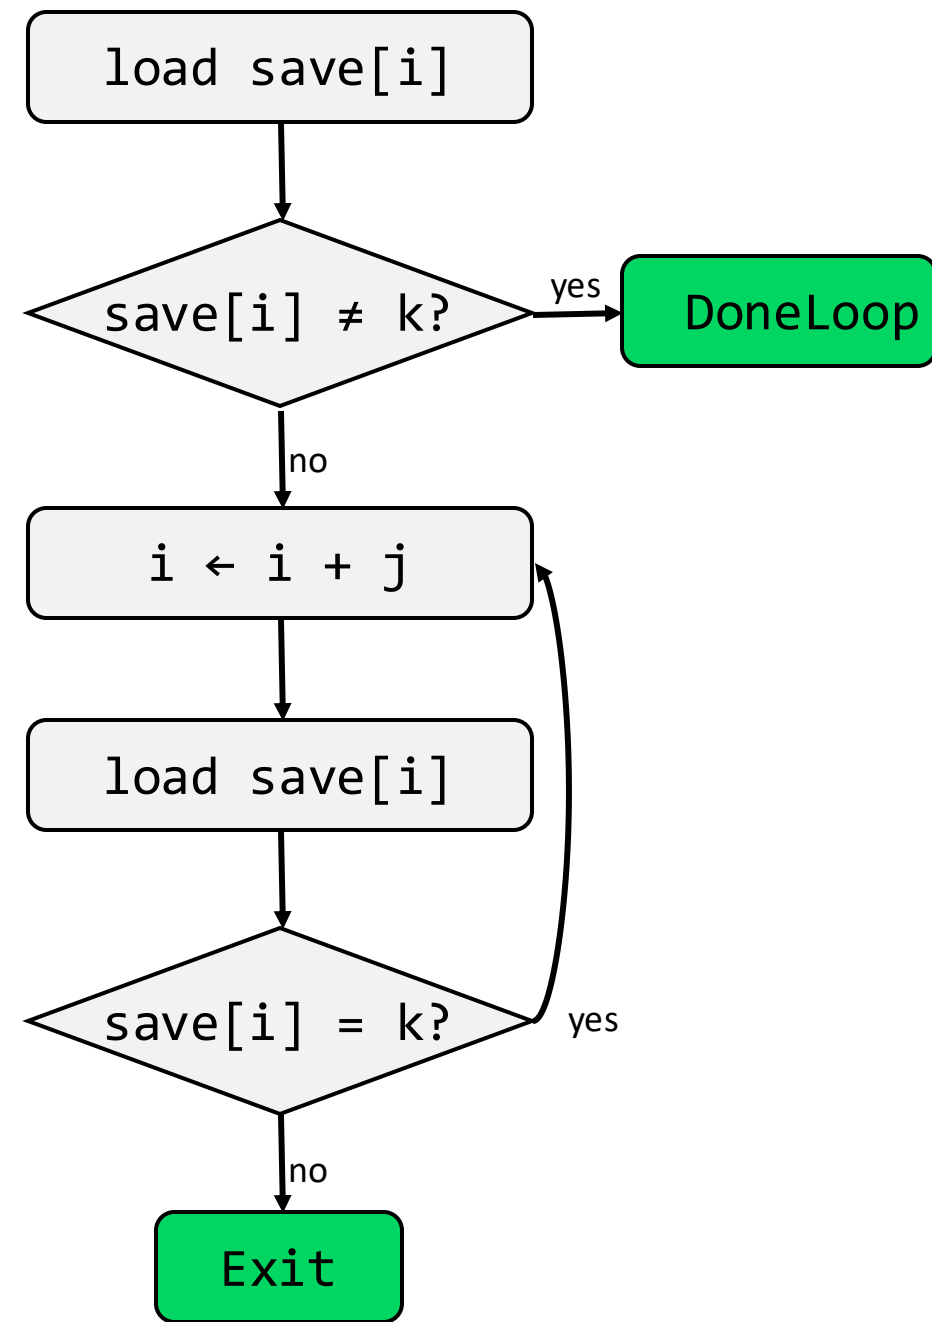 load save[i]
save[i] ≠ k?
yes
DoneLoop
no
i ← i + j
load save[i]
save[i] = k?
yes
no
Exit